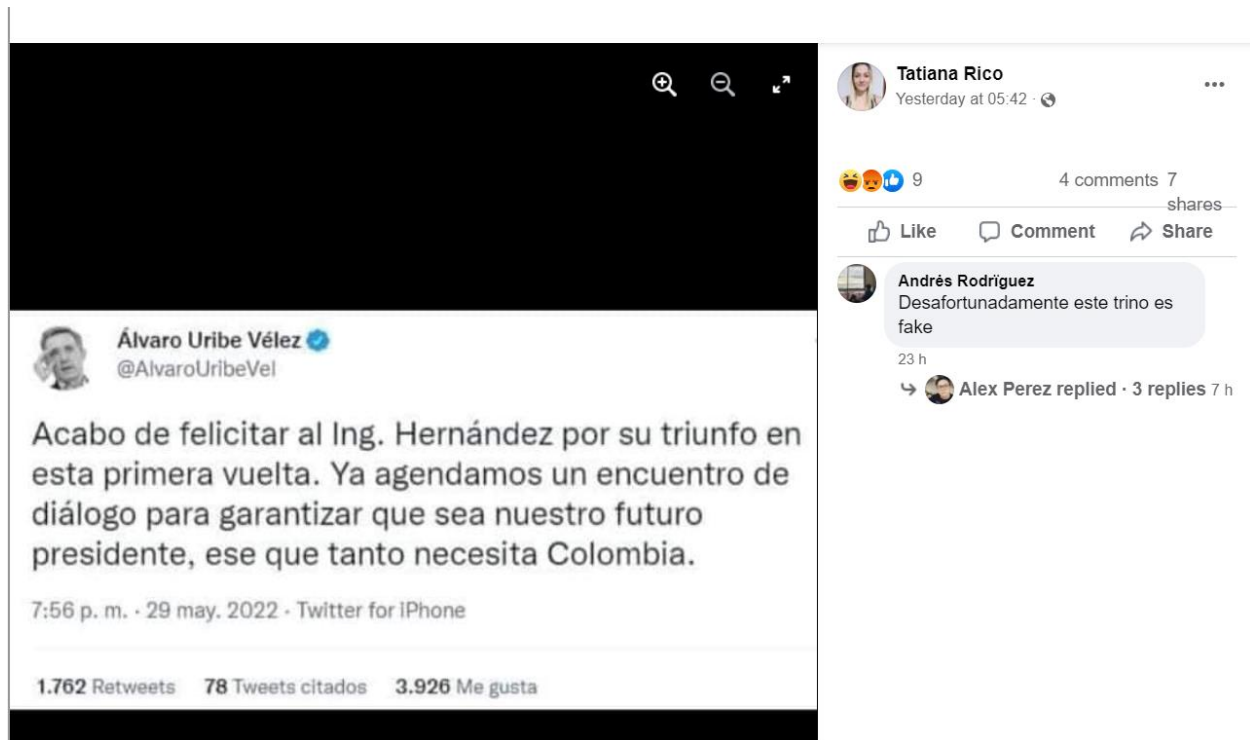 Álvaro Uribe Vélez
@AlvaroUribeVel
Acabo de felicitar al Ing. Hernández por su triunfo en
esta primera vuelta. Ya agendamos un encuentro de
diálogo para garantizar que sea nuestro futuro
presidente, ese que tanto necesita Colombia.
7:56 p. m. · 29 may. 2022 · Twitter for iPhone
1.762 Retweets 78 Tweets citados 3.926 Me gusta
Tatiana Rico
Yesterday at 05:42 ·
9 4 comments 7
shares
Like Comment Share
Andrés Rodrïguez
Desafortunadamente este trino es
fake
23 h
Alex Perez replied · 3 replies 7 h